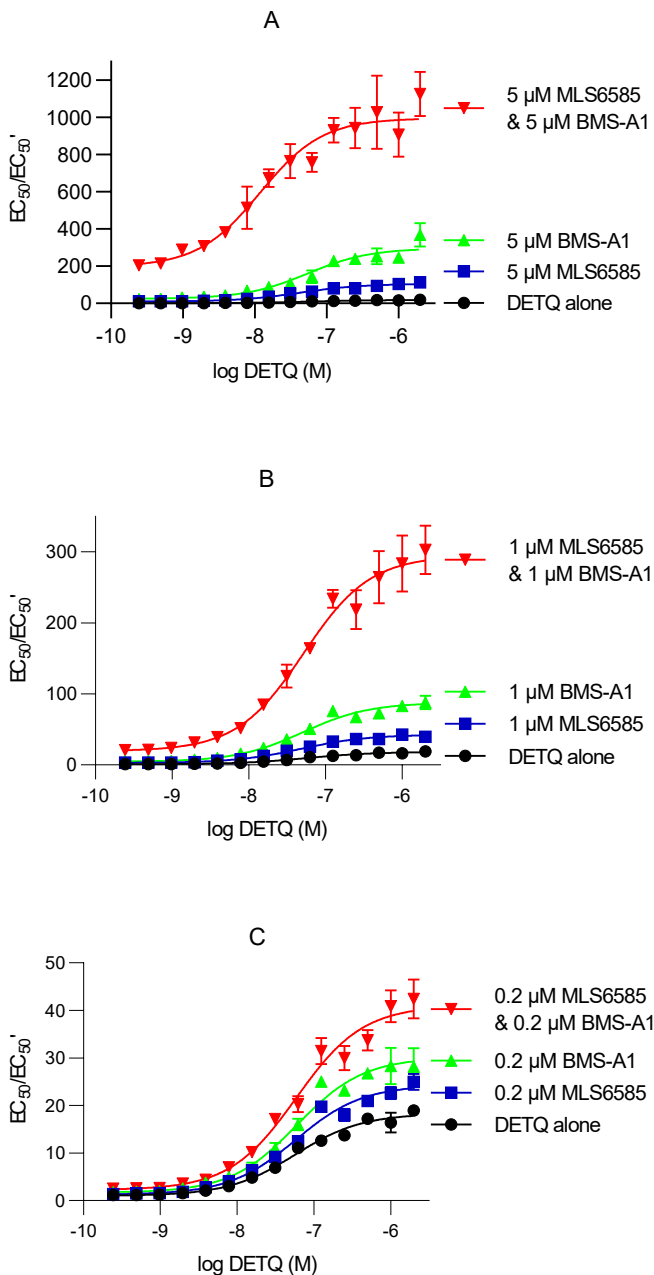 A
EC₅₀/EC₅₀'
1200
1000
800
600
400
200
0
-10
-9
-8
-7
-6
log DETQ (M)
5 µM MLS6585
& 5 µM BMS-A1
5 µM BMS-A1
5 µM MLS6585
DETQ alone
B
EC₅₀/EC₅₀'
300
200
100
0
-10
-9
-8
-7
-6
log DETQ (M)
1 µM MLS6585
& 1 µM BMS-A1
1 µM BMS-A1
1 µM MLS6585
DETQ alone
C
EC₅₀/EC₅₀'
50
40
30
20
10
0
-10
-9
-8
-7
-6
log DETQ (M)
0.2 µM MLS6585
& 0.2 µM BMS-A1
0.2 µM BMS-A1
0.2 µM MLS6585
DETQ alone